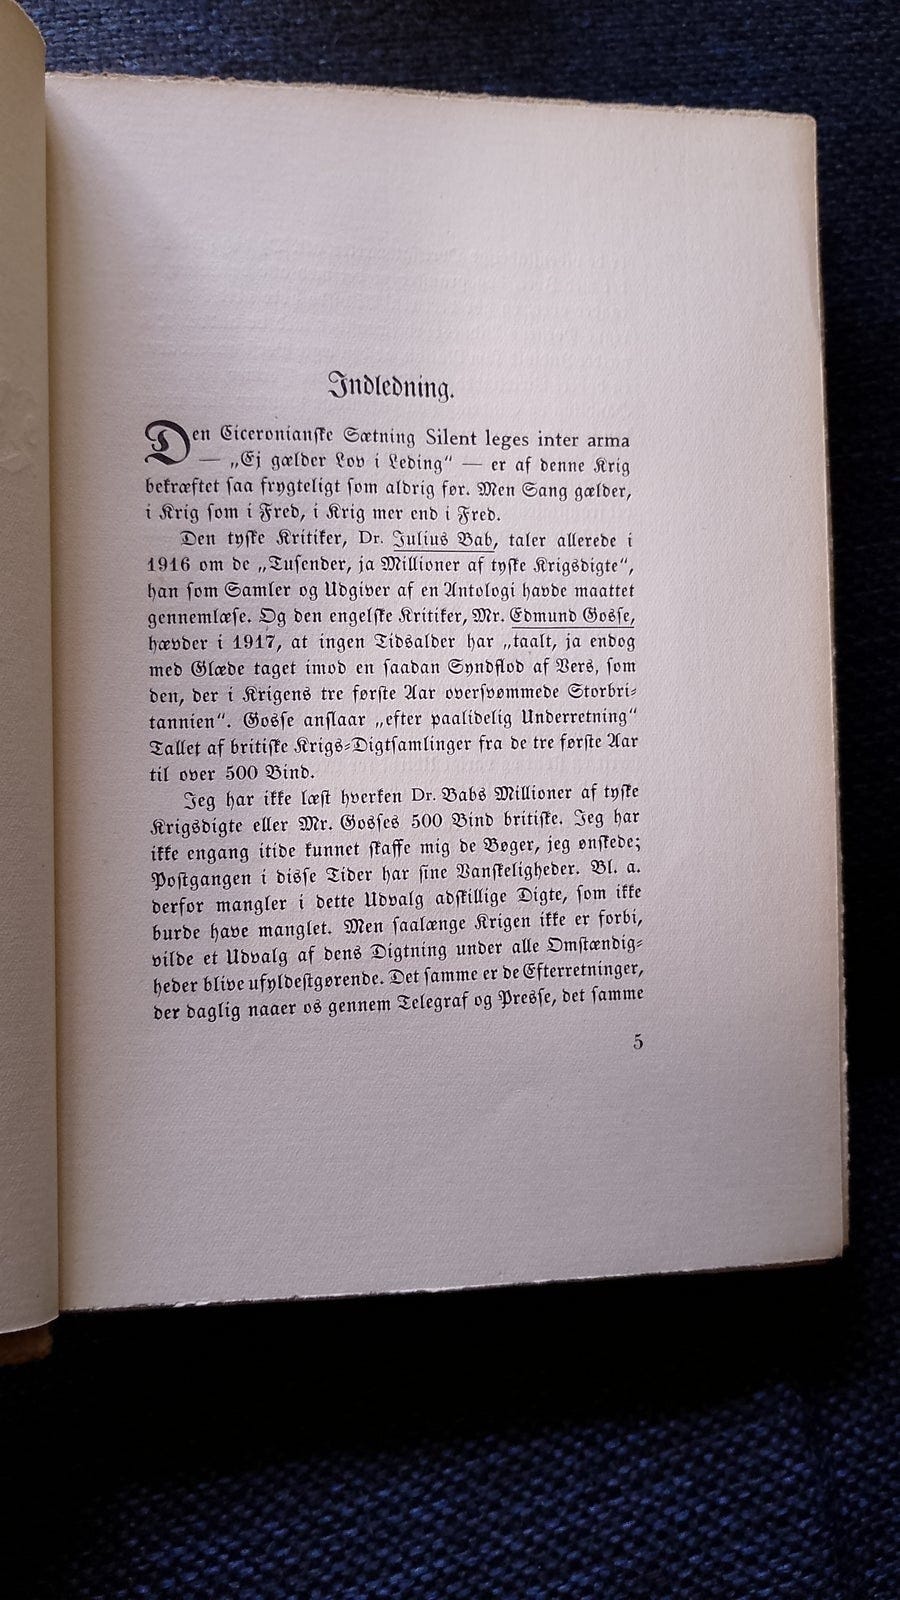 Indledning.
Den Ciceronianske Sætning Silent leges inter arma
— „Ej gælder Lov i Leding“ — er af denne Krig
bekræftet saa frygteligt som aldrig før. Men Sang gælder,
i Krig som i Fred, i Krig mer end i Fred.
Den tyske Kritiker, Dr. Julius Bab, taler allerede i
1916 om de „Tusender, ja Millioner af tyske Krigsdigte“,
han som Samler og Udgiver af en Antologi havde maattet
gennemlæse. Og den engelske Kritiker, Mr. Edmund Gosse,
hævder i 1917, at ingen Tidsalder har „taalt, ja endog
med Glæde taget imod en saadan Syndflod af Vers, som
den, der i Krigens tre første Aar oversvømmede Storbri-
tannien“. Gosse anslaar „efter paalidelig Underretning“
Tallet af britiske Krigs-Digtsamlinger fra de tre første Aar
til over 500 Bind.
Jeg har ikke læst hverken Dr. Babs Millioner af tyske
Krigsdigte eller Mr. Gosses 500 Bind britiske. Jeg har
ikke engang itide kunnet skaffe mig de Bøger, jeg ønskede;
Postgangen i disse Tider har sine Vanskeligheder. Bl. a.
derfor mangler i dette Udvalg adskillige Digte, som ikke
burde have manglet. Men saalænge Krigen ikke er forbi,
vilde et Udvalg af dens Digtning under alle Omstændig-
heder blive ufyldestgørende. Det samme er de Efterretninger,
der daglig naaer os gennem Telegraf og Presse, det samme
5